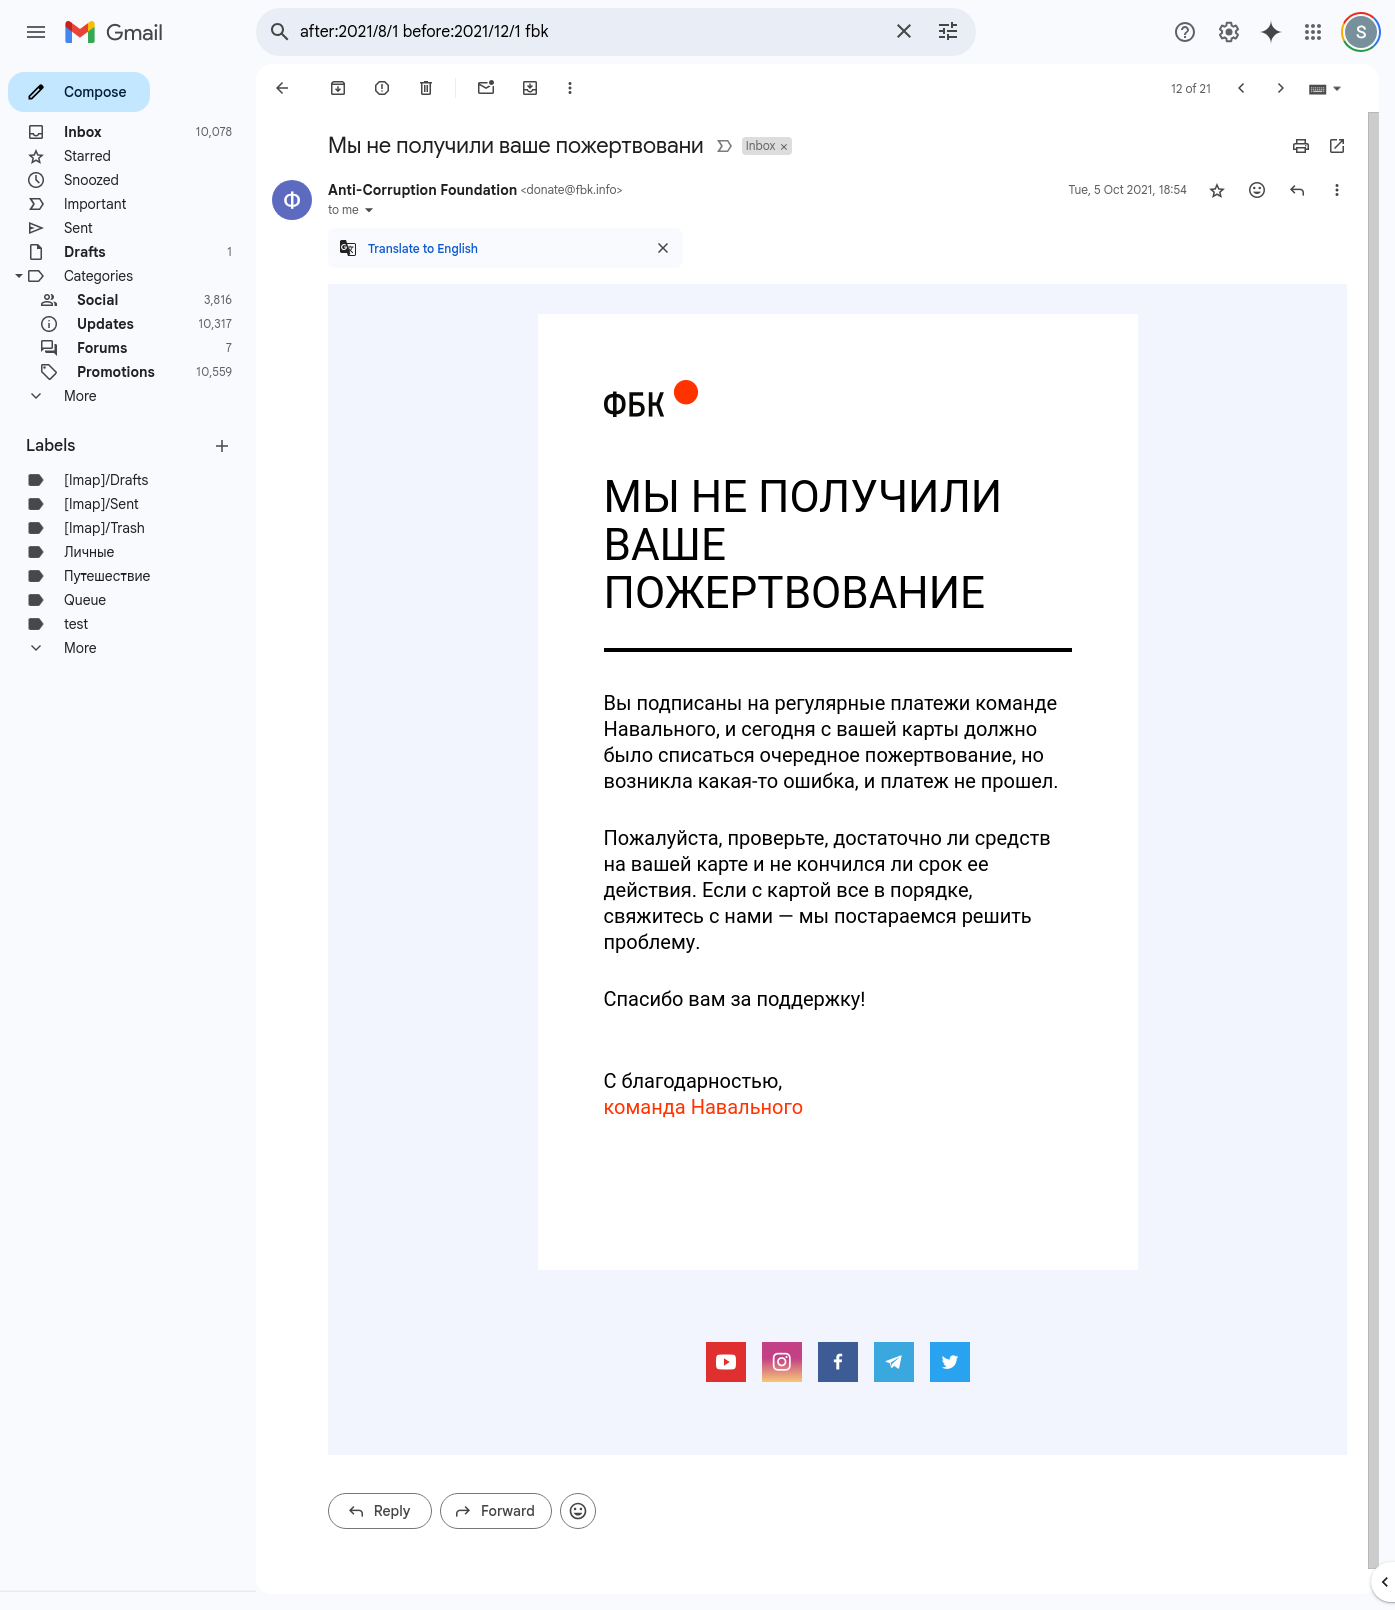 Gmail
after:2021/8/1 before:2021/12/1 fbk
S
Compose
Inbox 10,078
Starred
Snoozed
Important
Sent
Drafts 1
Categories
Social 3,816
Updates 10,317
Forums 7
Promotions 10,559
More
Labels
[Imap]/Drafts
[Imap]/Sent
[Imap]/Trash
Личные
Путешествие
Queue
test
More
12 of 21
Мы не получили ваше пожертвовани
Inbox ×
Ф
Anti-Corruption Foundation <donate@fbk.info>
Tue, 5 Oct 2021, 18:54
to me
Translate to English
ФБК
МЫ НЕ ПОЛУЧИЛИ
ВАШЕ
ПОЖЕРТВОВАНИЕ
Вы подписаны на регулярные платежи команде
Навального, и сегодня с вашей карты должно
было списаться очередное пожертвование, но
возникла какая-то ошибка, и платеж не прошел.
Пожалуйста, проверьте, достаточно ли средств
на вашей карте и не кончился ли срок ее
действия. Если с картой все в порядке,
свяжитесь с нами — мы постараемся решить
проблему.
Спасибо вам за поддержку!
С благодарностью,
команда Навального
Reply
Forward